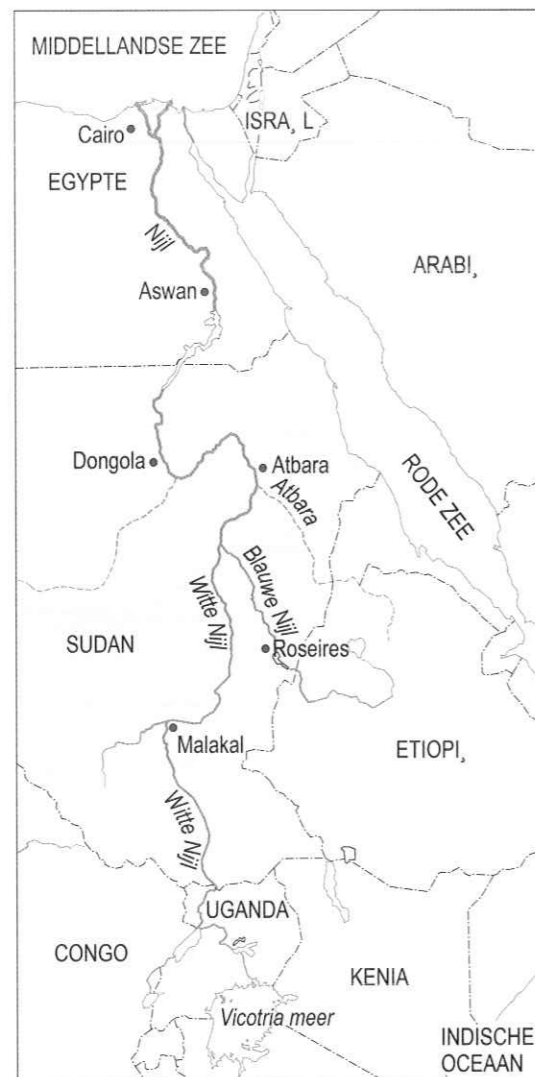 MIDDELLANDSE ZEE
Cairo
ISRA¸ L
EGYPTE
Nijl
ARABI¸
Aswan
Dongola
Atbara
Atbara
RODE ZEE
Blauwe Nijl
Witte Nijl
SUDAN
Roseires
Malakal
ETIOPI¸
Witte Nijl
UGANDA
CONGO
KENIA
Vicotria meer
INDISCHE
OCEAAN